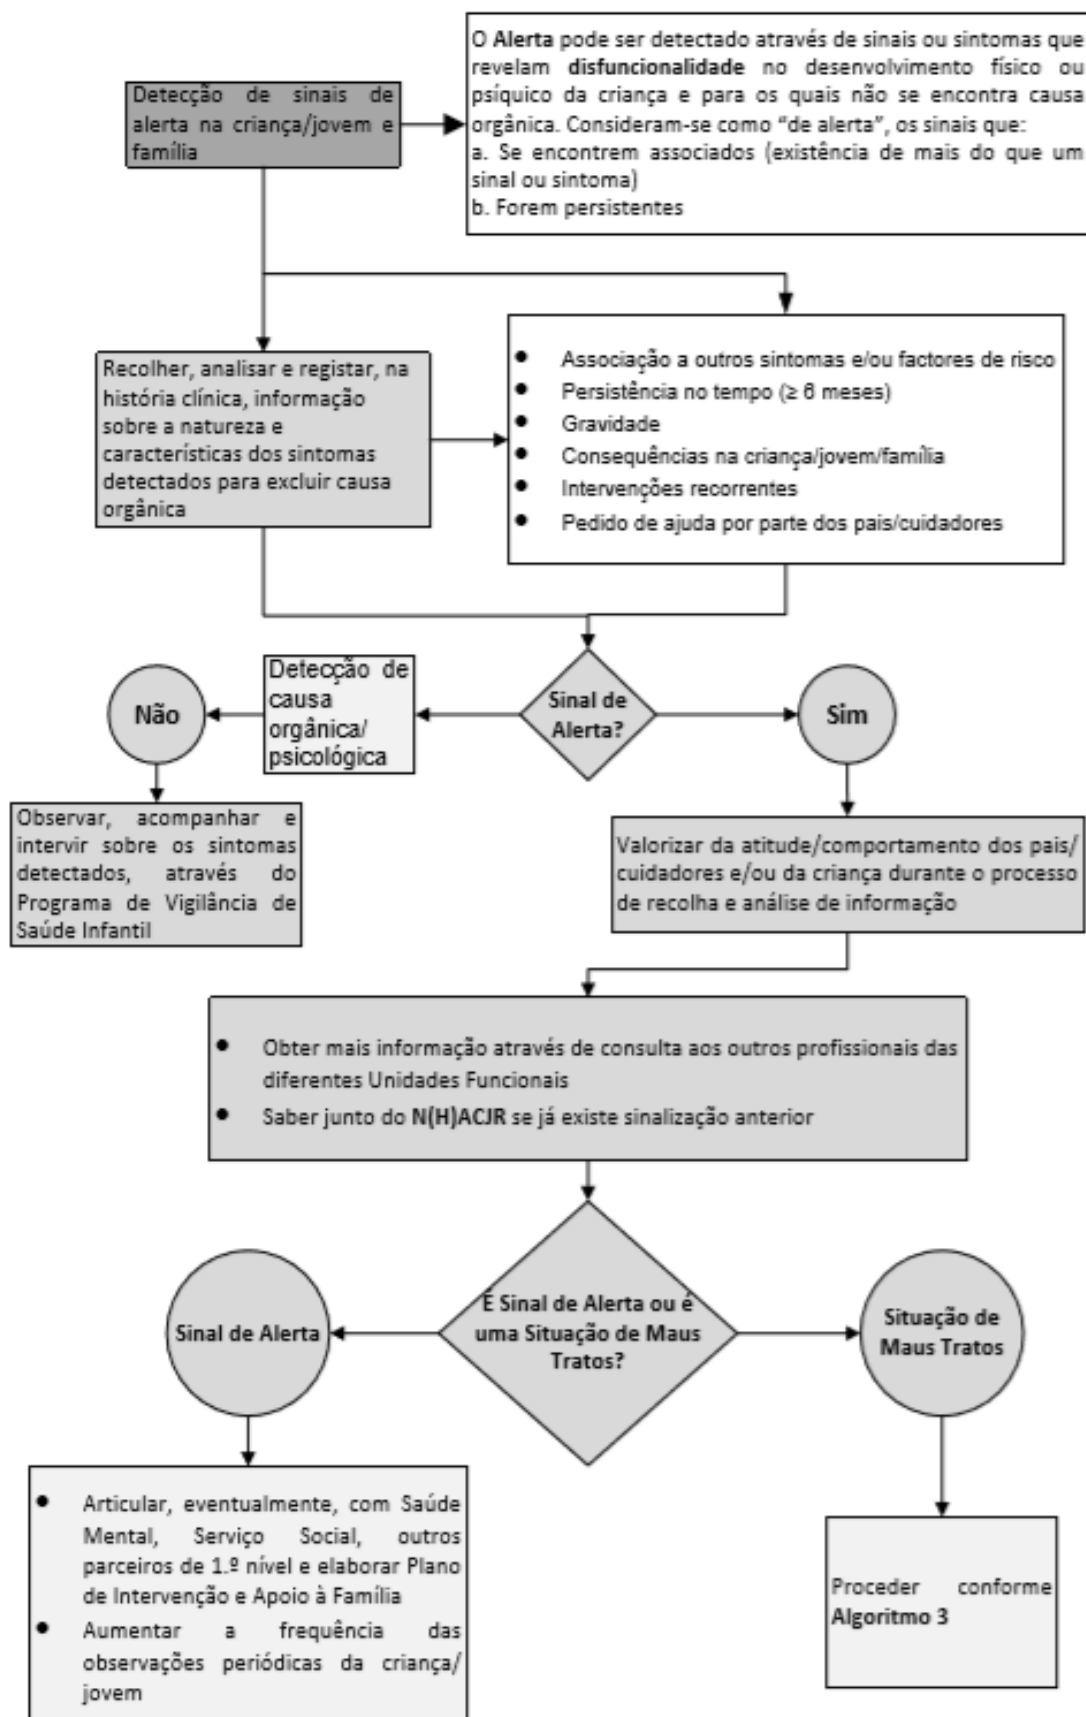 Detecção de sinais de
alerta na criança/jovem e
família
O Alerta pode ser detectado através de sinais ou sintomas que
revelam disfuncionalidade no desenvolvimento físico ou
psíquico da criança e para os quais não se encontra causa
orgânica. Consideram-se como “de alerta”, os sinais que:
a. Se encontrem associados (existência de mais do que um
sinal ou sintoma)
b. Forem persistentes
Recolher, analisar e registar, na
história clínica, informação
sobre a natureza e
características dos sintomas
detectados para excluir causa
orgânica
● Associação a outros sintomas e/ou factores de risco
● Persistência no tempo (≥ 6 meses)
● Gravidade
● Consequências na criança/jovem/família
● Intervenções recorrentes
● Pedido de ajuda por parte dos pais/cuidadores
Não
Detecção de
causa
orgânica/
psicológica
Sinal de
Alerta?
Sim
Observar, acompanhar e
intervir sobre os sintomas
detectados, através do
Programa de Vigilância de
Saúde Infantil
Valorizar da atitude/comportamento dos pais/
cuidadores e/ou da criança durante o processo
de recolha e análise de informação
● Obter mais informação através de consulta aos outros profissionais das
diferentes Unidades Funcionais
● Saber junto do N(H)ACJR se já existe sinalização anterior
Sinal de Alerta
É Sinal de Alerta ou é
uma Situação de Maus
Tratos?
Situação de
Maus Tratos
● Articular, eventualmente, com Saúde
Mental, Serviço Social, outros
parceiros de 1.º nível e elaborar Plano
de Intervenção e Apoio à Família
● Aumentar a frequência das
observações periódicas da criança/
jovem
Proceder conforme
Algoritmo 3